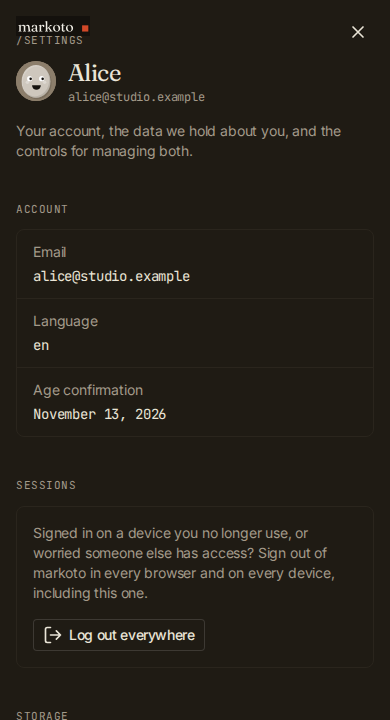 markoto
/SETTINGS
Alice
alice@studio.example
Your account, the data we hold about you, and the
controls for managing both.
ACCOUNT
Email
alice@studio.example
Language
en
Age confirmation
November 13, 2026
SESSIONS
Signed in on a device you no longer use, or
worried someone else has access? Sign out of
markoto in every browser and on every device,
including this one.
Log out everywhere
STORAGE